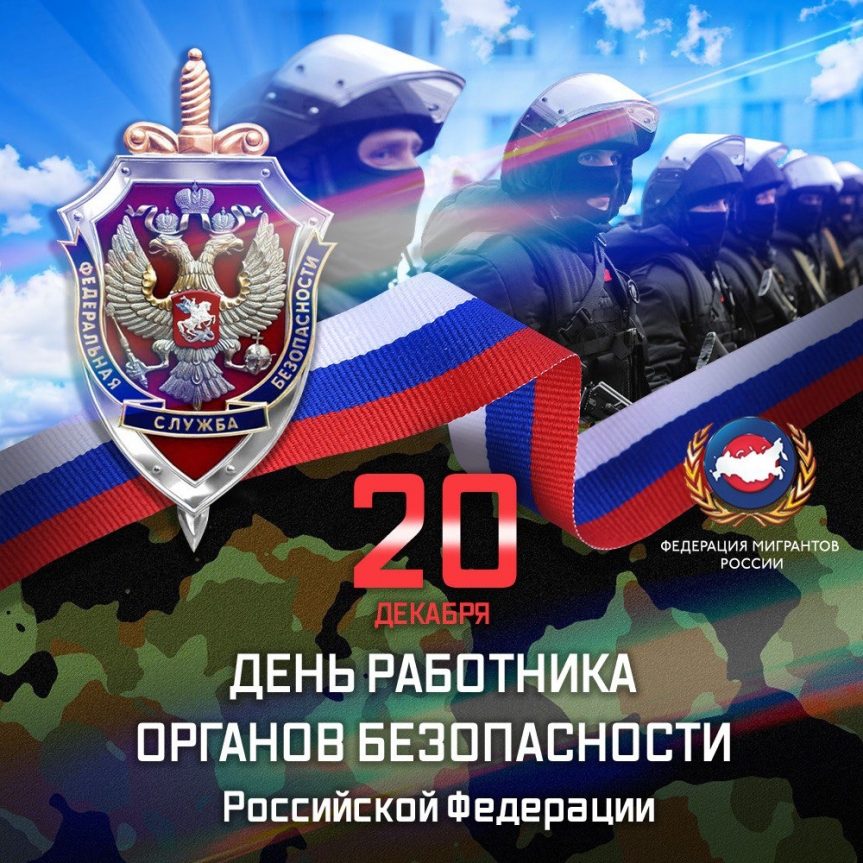 ФЕДЕРАЛЬНАЯ
СЛУЖБА
БЕЗОПАСНОСТИ
ФЕДЕРАЦИЯ МИГРАНТОВ
РОССИИ
20
ДЕКАБРЯ
ДЕНЬ РАБОТНИКА
ОРГАНОВ БЕЗОПАСНОСТИ
Российской Федерации